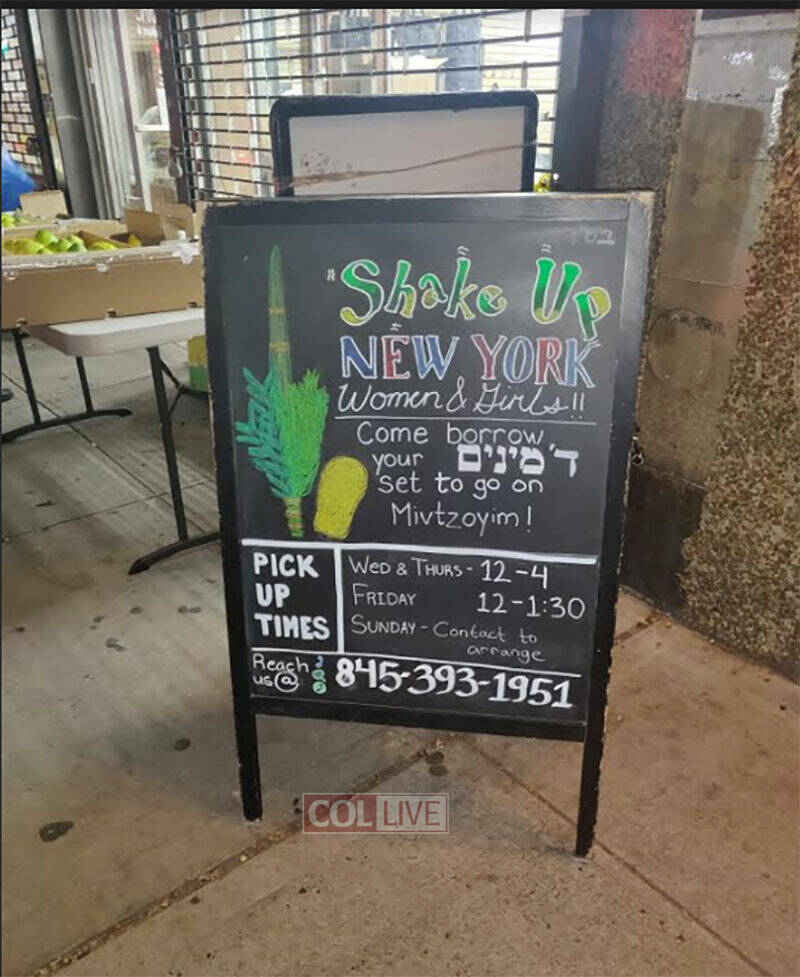 Shake Up
NEW YORK
Women & Girls!!
Come borrow
your ד'מינים
set to go on
Mivtzoyim!
PICK
UP
TIMES
WED & THURS - 12-4
FRIDAY 12-1:30
SUNDAY - Contact to
arrange
Reach
us@
845-393-1951
COL LIVE